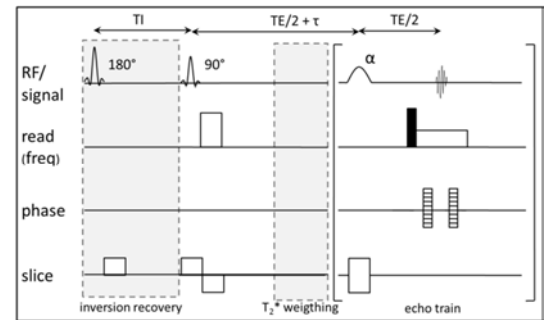 TI
TE/2 + τ
TE/2
RF/
signal
180°
90°
α
read
(freq)
phase
slice
inversion recovery
T2* weigthing
echo train